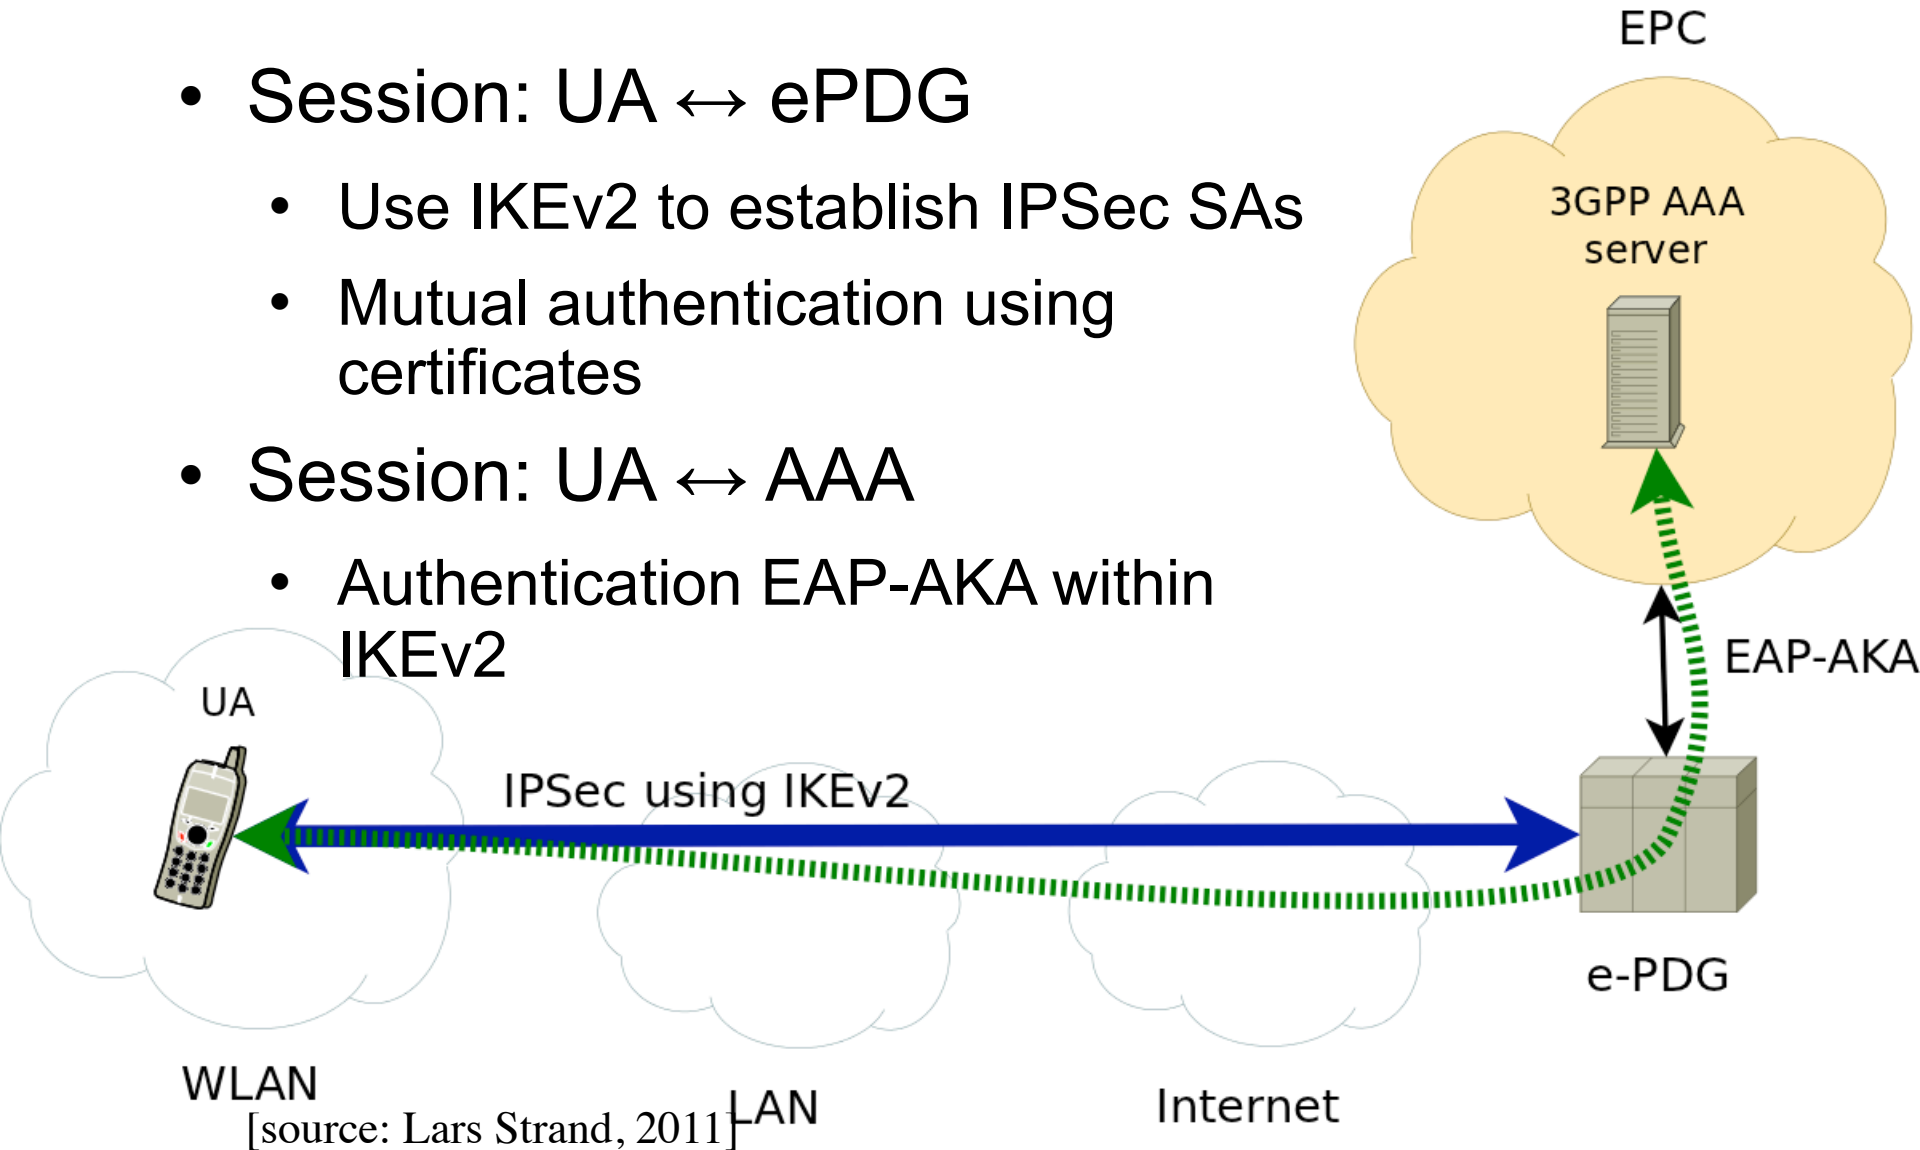 EPC
• Session: UA ↔ ePDG
• Use IKEv2 to establish IPSec SAs
• Mutual authentication using
certificates
• Session: UA ↔ AAA
• Authentication EAP-AKA within
IKEv2
3GPP AAA
server
EAP-AKA
UA
IPSec using IKEv2
e-PDG
WLAN
LAN
Internet
[source: Lars Strand, 2011]